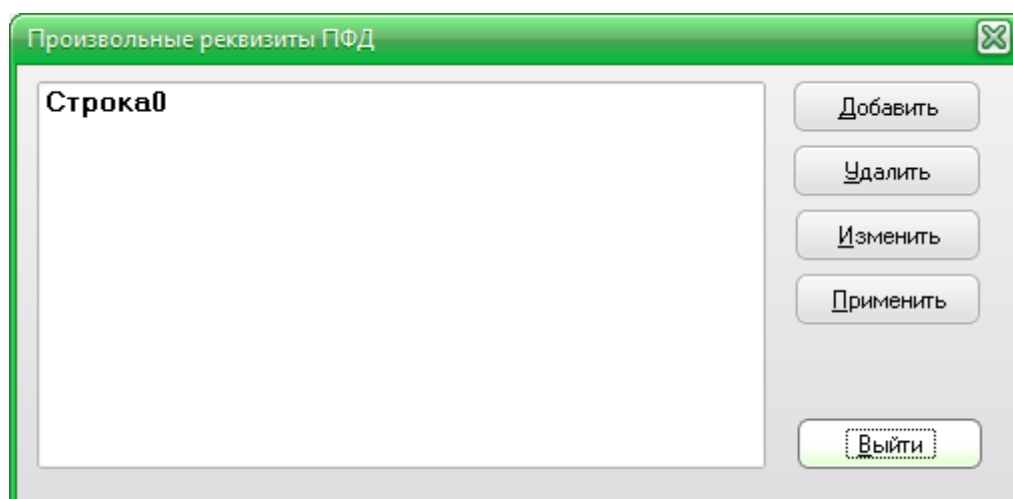 Произвольные реквизиты ПФД
Строка0
Добавить
Удалить
Изменить
Применить
Выйти